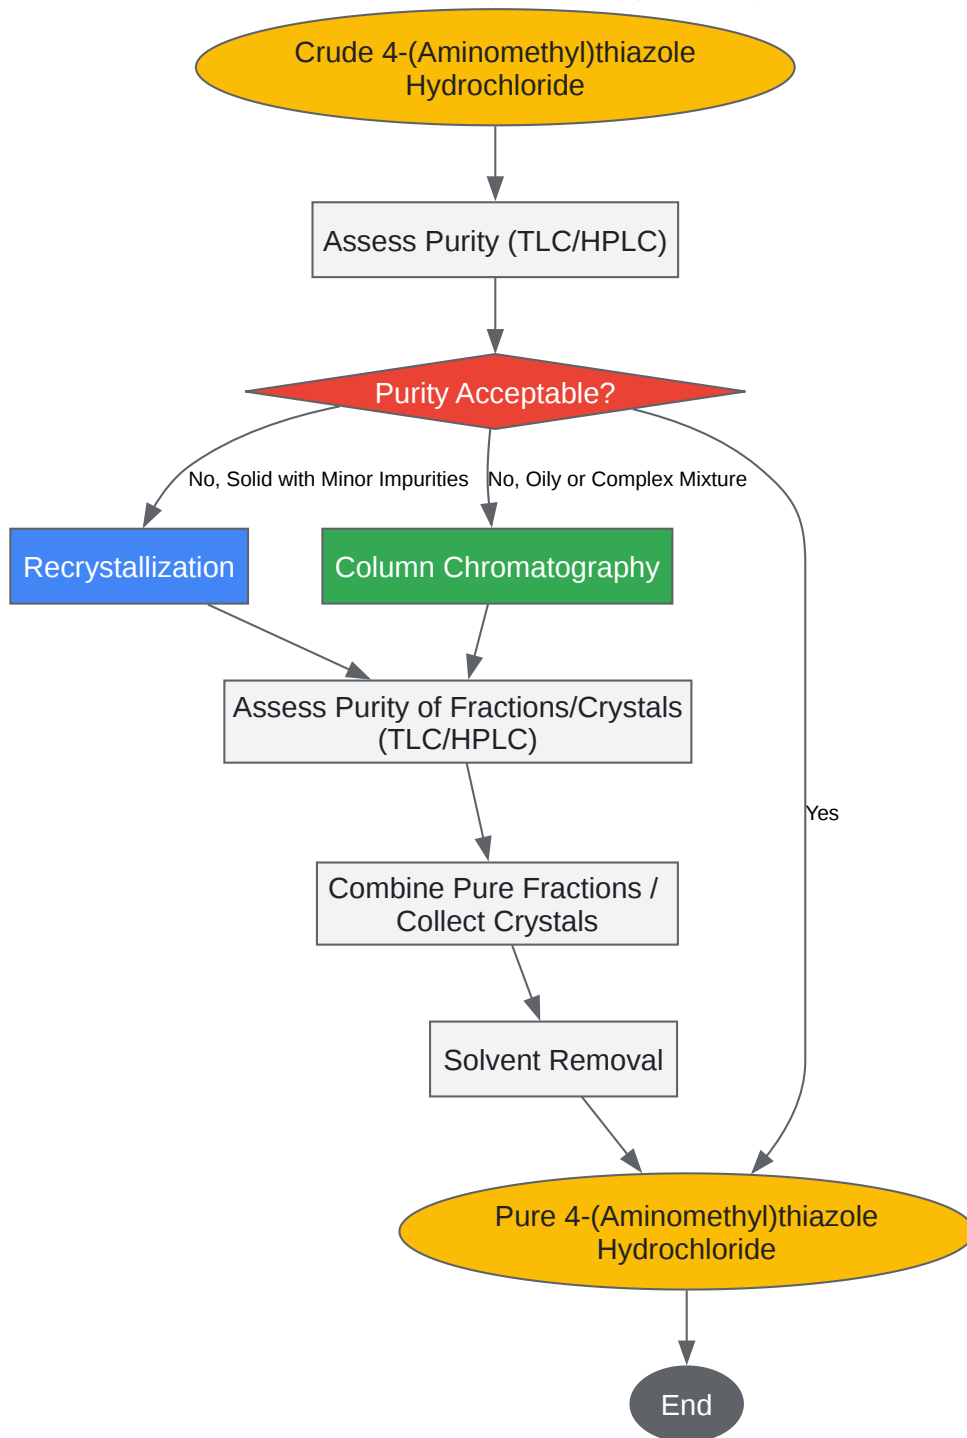 Crude 4-(Aminomethyl)thiazole
Hydrochloride
Assess Purity (TLC/HPLC)
Purity Acceptable?
No, Solid with Minor Impurities
No, Oily or Complex Mixture
Recrystallization
Column Chromatography
Assess Purity of Fractions/Crystals
(TLC/HPLC)
Yes
Combine Pure Fractions /
Collect Crystals
Solvent Removal
Pure 4-(Aminomethyl)thiazole
Hydrochloride
End